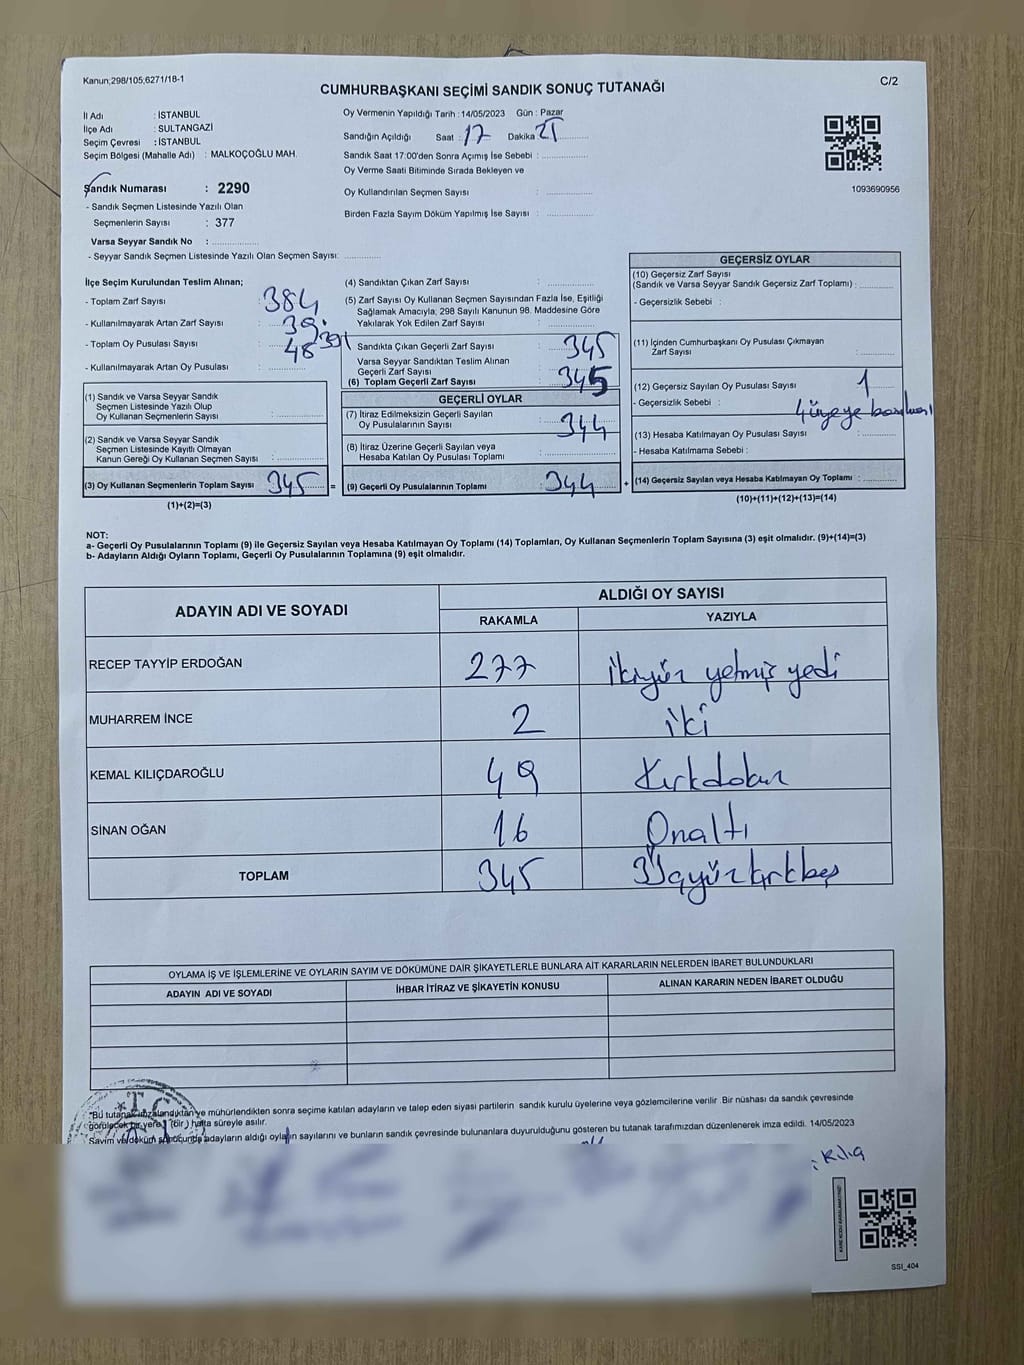 Kanun;298/105;6271/18-1
C/2
CUMHURBAŞKANI SEÇİMİ SANDIK SONUÇ TUTANAĞI
İl Adı : İSTANBUL
İlçe Adı : SULTANGAZİ
Seçim Çevresi : İSTANBUL
Seçim Bölgesi (Mahalle Adı) : MALKOÇOĞLU MAH.
Sandık Numarası : 2290
- Sandık Seçmen Listesinde Yazılı Olan
Seçmenlerin Sayısı : 377
Varsa Seyyar Sandık No : ..............
- Seyyar Sandık Seçmen Listesinde Yazılı Olan Seçmen Sayısı: ..............
Oy Vermenin Yapıldığı Tarih : 14/05/2023 Gün : Pazar
Sandığın Açıldığı Saat : 17 Dakika 21
Sandık Saat 17:00'den Sonra Açımış İse Sebebi : ..............
Oy Verme Saati Bitiminde Sırada Bekleyen ve
Oy Kullandırılan Seçmen Sayısı : ..............
Birden Fazla Sayım Döküm Yapılmış İse Sayısı : ..............
1093690956
İlçe Seçim Kurulundan Teslim Alınan;
- Toplam Zarf Sayısı : 384
- Kullanılmayarak Artan Zarf Sayısı : 39
- Toplam Oy Pusulası Sayısı : 391
48
- Kullanılmayarak Artan Oy Pusulası :
(1) Sandık ve Varsa Seyyar Sandık
Seçmen Listesinde Yazılı Olup
Oy Kullanan Seçmenlerin Sayısı : ..............
(2) Sandık ve Varsa Seyyar Sandık
Seçmen Listesinde Kayıtlı Olmayan
Kanun Gereği Oy Kullanan Seçmen Sayısı : ..............
(3) Oy Kullanan Seçmenlerin Toplam Sayısı 345 =
(1)+(2)=(3)
(4) Sandıktan Çıkan Zarf Sayısı : ..............
(5) Zarf Sayısı Oy Kullanan Seçmen Sayısından Fazla İse, Eşitliği
Sağlamak Amacıyla; 298 Sayılı Kanunun 98. Maddesine Göre
Yakılarak Yok Edilen Zarf Sayısı : ..............
Sandıkta Çıkan Geçerli Zarf Sayısı : 345
Varsa Seyyar Sandıktan Teslim Alınan
Geçerli Zarf Sayısı :
(6) Toplam Geçerli Zarf Sayısı : 345
GEÇERLİ OYLAR
(7) İtiraz Edilmeksizin Geçerli Sayılan
Oy Pusulalarının Sayısı : 344
(8) İtiraz Üzerine Geçerli Sayılan veya
Hesaba Katılan Oy Pusulası Toplamı : ..............
(9) Geçerli Oy Pusulalarının Toplamı 344 +
GEÇERSİZ OYLAR
(10) Geçersiz Zarf Sayısı
(Sandık ve Varsa Seyyar Sandık Geçersiz Zarf Toplamı) : ..............
- Geçersizlik Sebebi :
(11) İçinden Cumhurbaşkanı Oy Pusulası Çıkmayan
Zarf Sayısı : ..............
(12) Geçersiz Sayılan Oy Pusulası Sayısı : 1
- Geçersizlik Sebebi : 4 üyeye basılması
(13) Hesaba Katılmayan Oy Pusulası Sayısı : ..............
- Hesaba Katılmama Sebebi :
(14) Geçersiz Sayılan veya Hesaba Katılmayan Oy Toplamı : ..............
(10)+(11)+(12)+(13)=(14)
NOT:
a- Geçerli Oy Pusulalarının Toplamı (9) ile Geçersiz Sayılan veya Hesaba Katılmayan Oy Toplamı (14) Toplamları, Oy Kullanan Seçmenlerin Toplam Sayısına (3) eşit olmalıdır. (9)+(14)=(3)
b- Adayların Aldığı Oyların Toplamı, Geçerli Oy Pusulalarının Toplamına (9) eşit olmalıdır.
ADAYIN ADI VE SOYADI
ALDIĞI OY SAYISI
RAKAMLA YAZIYLA
RECEP TAYYİP ERDOĞAN 277 ikiyüz yetmiş yedi
MUHARREM İNCE 2 iki
KEMAL KILIÇDAROĞLU 49 Kırkdokuz
SİNAN OĞAN 16 Onaltı
TOPLAM 345 Üçyüzkırkbeş
OYLAMA İŞ VE İŞLEMLERİNE VE OYLARIN SAYIM VE DÖKÜMÜNE DAİR ŞİKAYETLERLE BUNLARA AİT KARARLARIN NELERDEN İBARET BULUNDUKLARI
ADAYIN ADI VE SOYADI İHBAR İTİRAZ VE ŞİKAYETİN KONUSU ALINAN KARARIN NEDEN İBARET OLDUĞU
T.C.
"Bu tutanak imzalandıktan ve mühürlendikten sonra seçime katılan adayların ve talep eden siyasi partilerin sandık kurulu üyelerine veya gözlemcilerine verilir. Bir nüshası da sandık çevresinde
görülecek bir yere 1 (bir) hafta süreyle asılır.
Sayım ve döküm sonucunda adayların aldığı oyların sayılarını ve bunların sandık çevresinde bulunanlara duyurulduğunu gösteren bu tutanak tarafımızdan düzenlenerek imza edildi. 14/05/2023
SSI_404